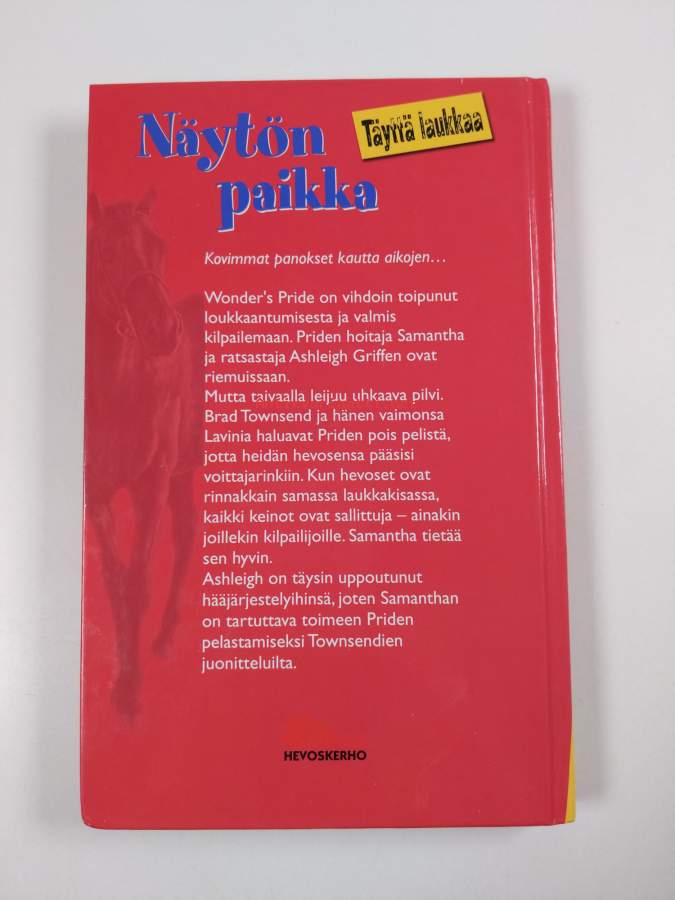 Näytön
paikka
Täyttä laukkaa
Kovimmat panokset kautta aikojen...
Wonder's Pride on vihdoin toipunut
loukkaantumisesta ja valmis
kilpailemaan. Priden hoitaja Samantha
ja ratsastaja Ashleigh Griffen ovat
riemuissaan.
Mutta taivaalla leijuu uhkaava pilvi.
Brad Townsend ja hänen vaimonsa
Lavinia haluavat Priden pois pelistä,
jotta heidän hevosensa pääsisi
voittajarinkiin. Kun hevoset ovat
rinnakkain samassa laukkakisassa,
kaikki keinot ovat sallittuja – ainakin
joillekin kilpailijoille. Samantha tietää
sen hyvin.
Ashleigh on täysin uppoutunut
hääjärjestelyihinsä, joten Samanthan
on tartuttava toimeen Priden
pelastamiseksi Townsendien
juonitteluilta.
HEVOSKERHO